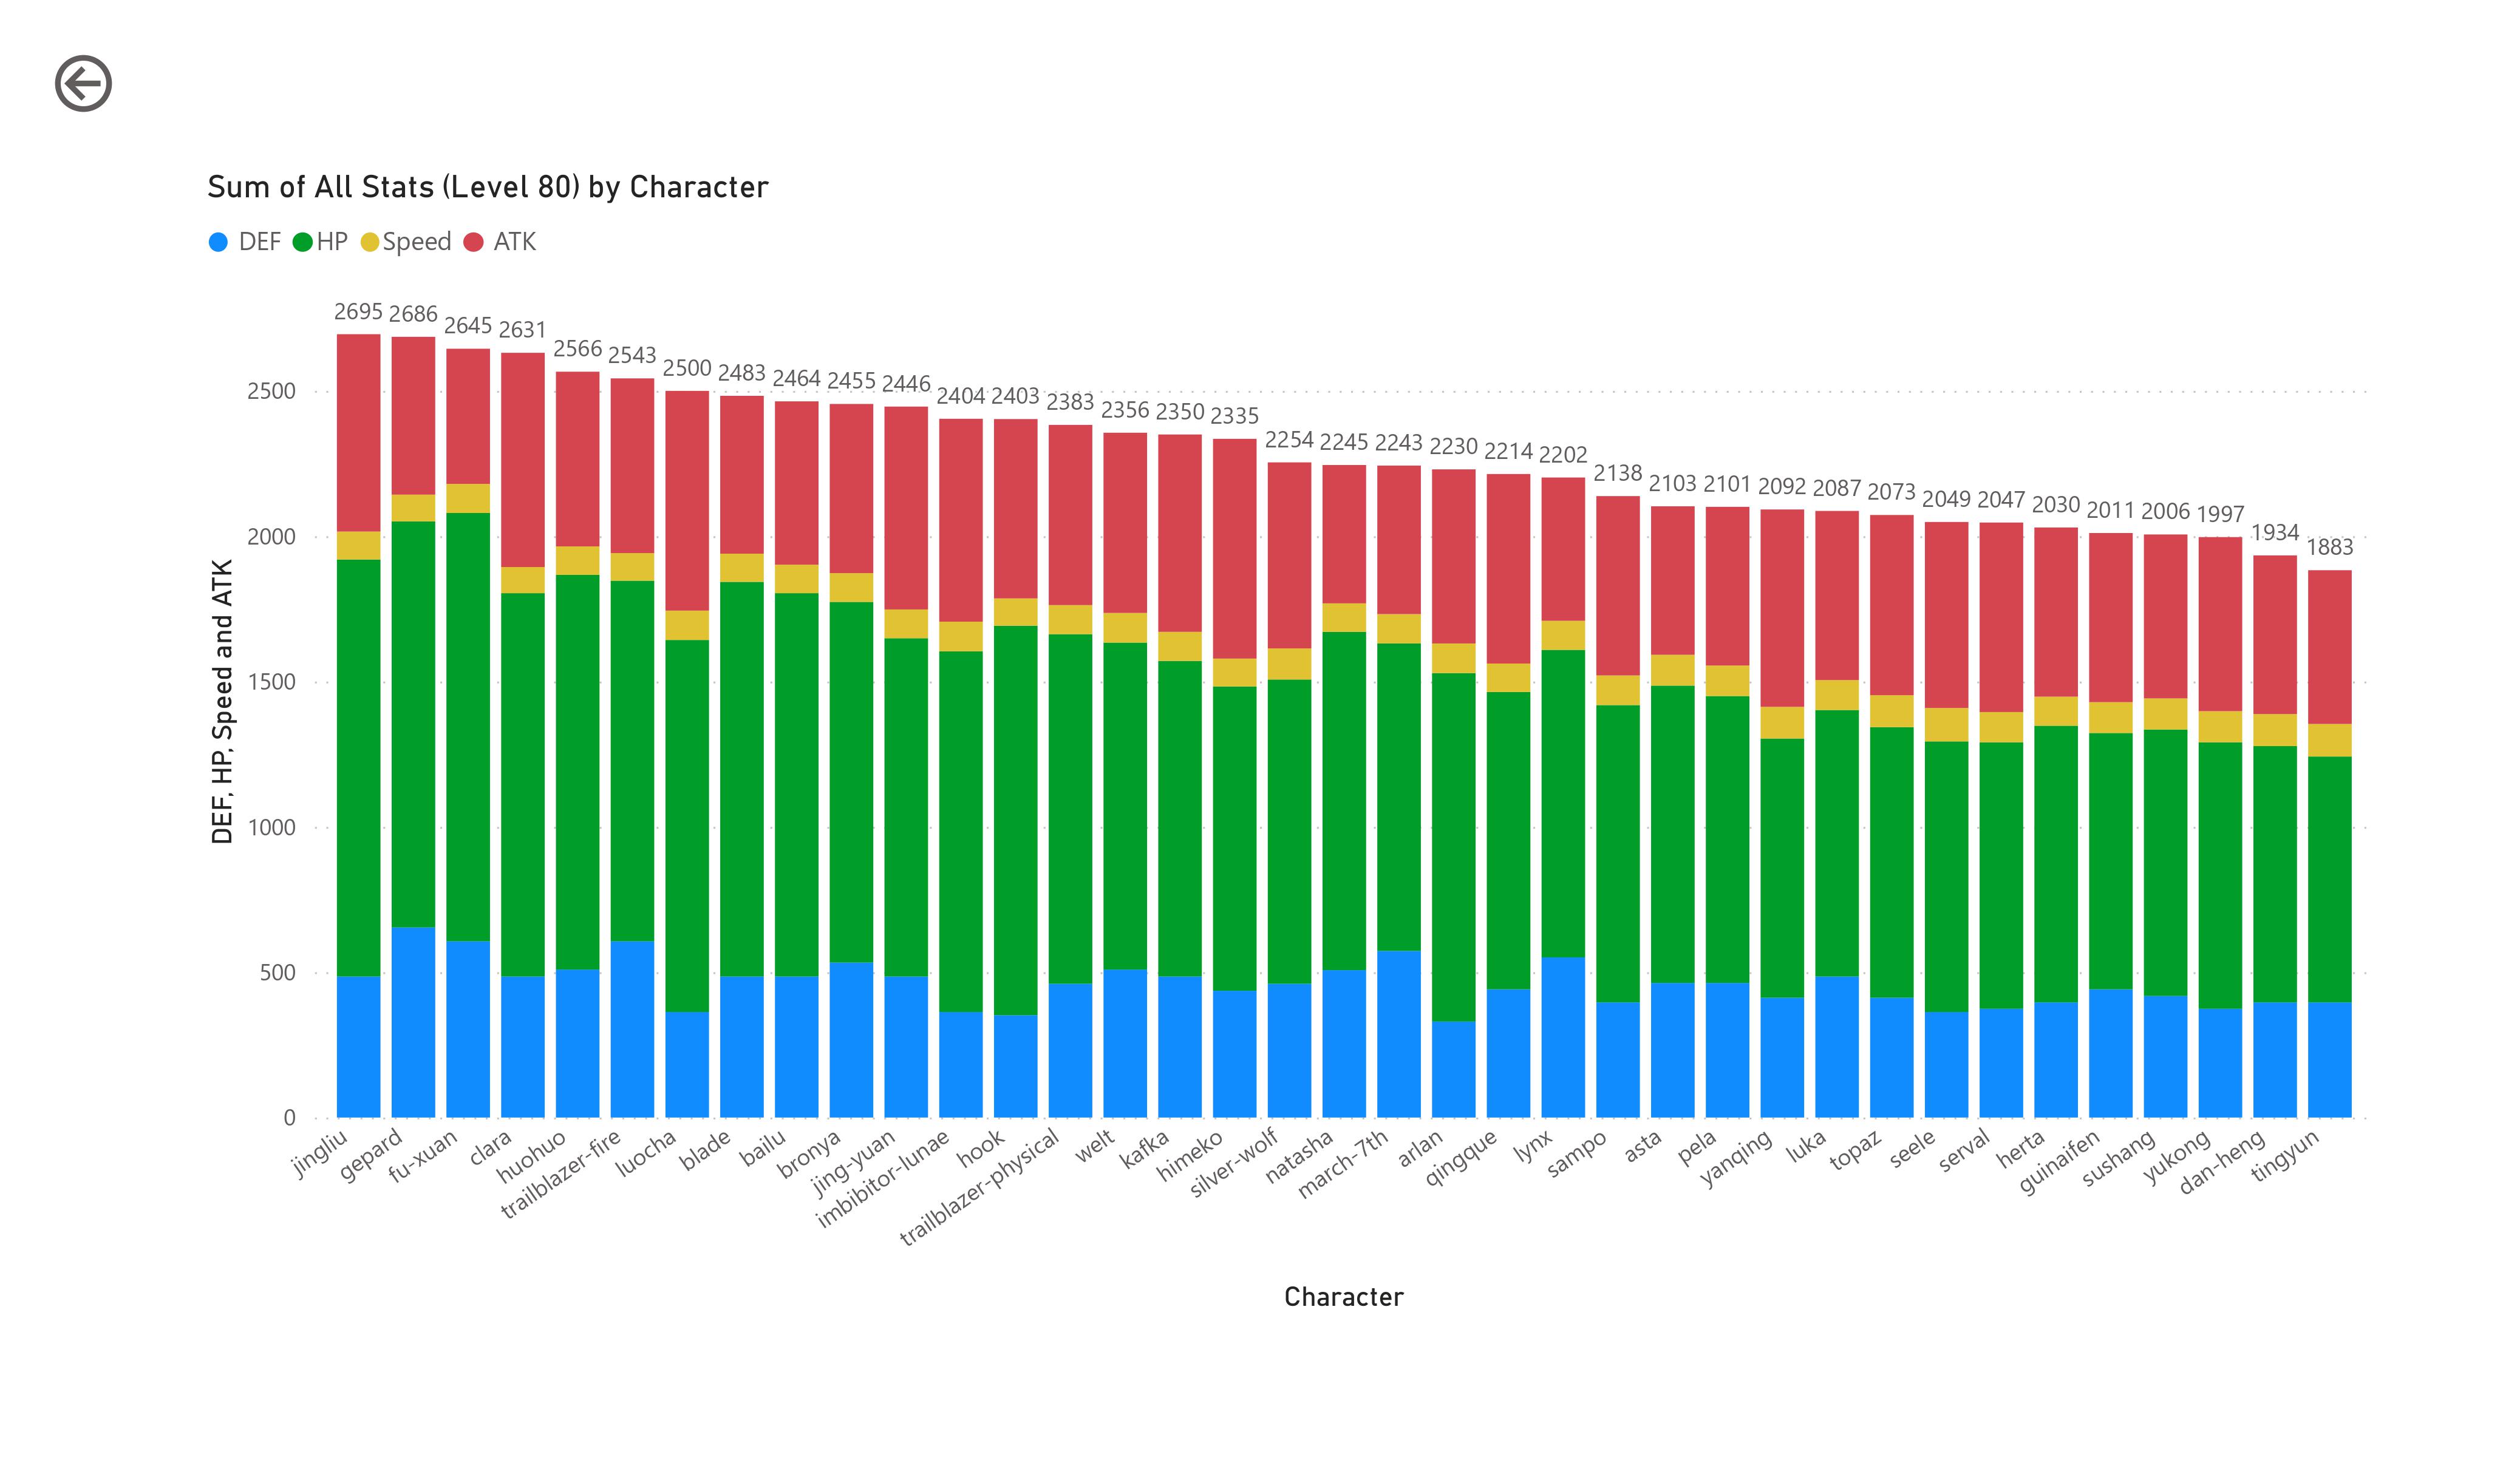 Sum of All Stats (Level 80) by Character
DEF HP Speed ATK
2695 2686 2645 2631 2566 2543 2500 2483 2464 2455 2446 2404 2403 2383 2356 2350 2335 2254 2245 2243 2230 2214 2202 2138 2103 2101 2092 2087 2073 2049 2047 2030 2011 2006 1997 1934 1883
2500
2000
1500
1000
500
0
DEF, HP, Speed and ATK
jingliu
gepard
fu-xuan
clara
huohuo
trailblazer-fire
luocha
blade
bailu
bronya
jing-yuan
imbibitor-lunae
hook
trailblazer-physical
welt
kafka
himeko
silver-wolf
natasha
march-7th
arlan
qingque
lynx
sampo
asta
pela
yanqing
luka
topaz
seele
serval
herta
guinaifen
sushang
yukong
dan-heng
tingyun
Character